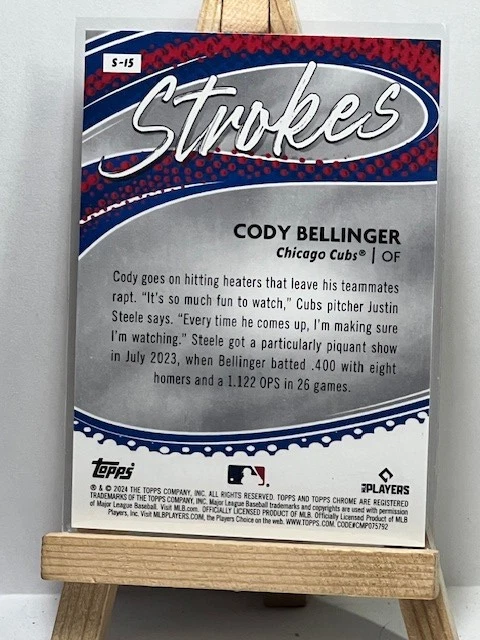 S-15
Strokes
CODY BELLINGER
Chicago Cubs® | OF
Cody goes on hitting heaters that leave his teammates
rapt. "It's so much fun to watch," Cubs pitcher Justin
Steele says. "Every time he comes up, I'm making sure
I'm watching." Steele got a particularly piquant show
in July 2023, when Bellinger batted .400 with eight
homers and a 1.122 OPS in 26 games.
Topps
MLB PLAYERS
® & © 2024 THE TOPPS COMPANY, INC. ALL RIGHTS RESERVED. TOPPS AND TOPPS CHROME ARE REGISTERED
TRADEMARKS OF THE TOPPS COMPANY, INC. Major League Baseball trademarks and copyrights are used with permission
of Major League Baseball. Visit MLB.com. OFFICIALLY LICENSED PRODUCT OF MLB. Officially Licensed Product of MLB
Players, Inc. Visit MLBPLAYERS.COM, the Players Choice on the web. WWW.TOPPS.COM. CODE#CMP075792